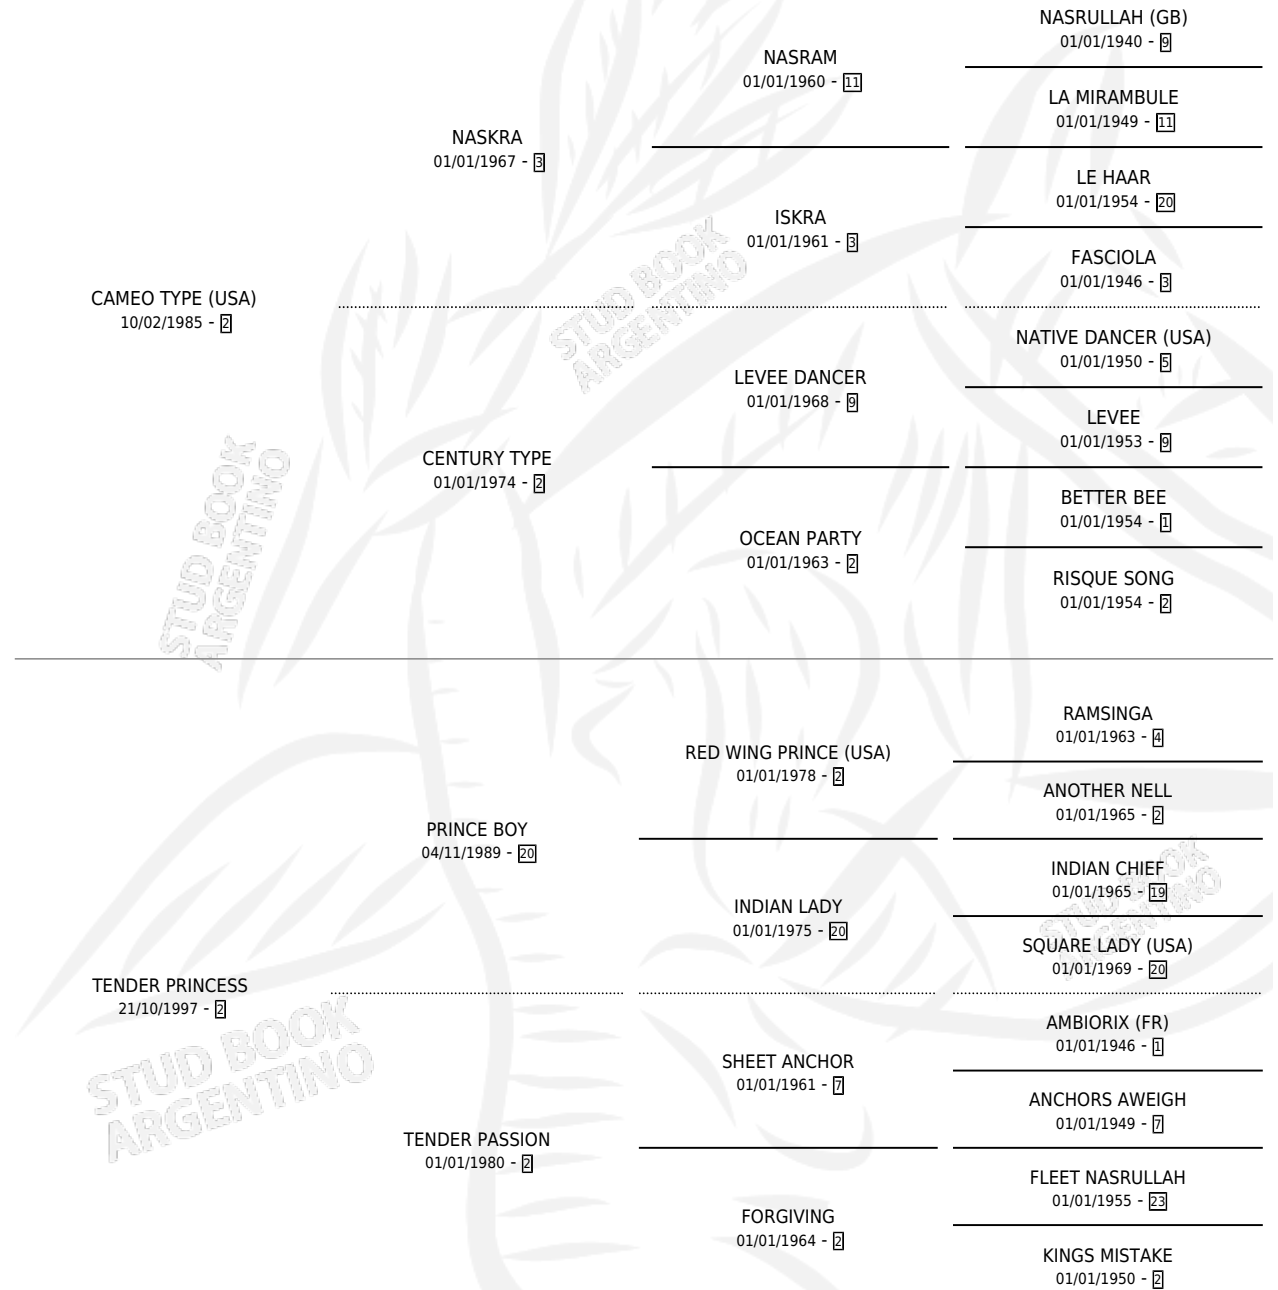 NASRULLAH (GB)
01/01/1940 - 9
NASRAM
01/01/1960 - 11
LA MIRAMBULE
01/01/1949 - 11
NASKRA
01/01/1967 - 3
LE HAAR
01/01/1954 - 20
ISKRA
01/01/1961 - 3
FASCIOLA
01/01/1946 - 3
CAMEO TYPE (USA)
10/02/1985 - 2
NATIVE DANCER (USA)
01/01/1950 - 5
LEVEE DANCER
01/01/1968 - 9
LEVEE
01/01/1953 - 9
CENTURY TYPE
01/01/1974 - 2
BETTER BEE
01/01/1954 - 1
OCEAN PARTY
01/01/1963 - 2
RISQUE SONG
01/01/1954 - 2
RAMSINGA
01/01/1963 - 4
RED WING PRINCE (USA)
01/01/1978 - 2
ANOTHER NELL
01/01/1965 - 2
PRINCE BOY
04/11/1989 - 20
INDIAN CHIEF
01/01/1965 - 19
INDIAN LADY
01/01/1975 - 20
SQUARE LADY (USA)
01/01/1969 - 20
TENDER PRINCESS
21/10/1997 - 2
AMBIORIX (FR)
01/01/1946 - 1
SHEET ANCHOR
01/01/1961 - 7
ANCHORS AWEIGH
01/01/1949 - 7
TENDER PASSION
01/01/1980 - 2
FLEET NASRULLAH
01/01/1955 - 23
FORGIVING
01/01/1964 - 2
KINGS MISTAKE
01/01/1950 - 2
STUD BOOK
ARGENTINO
STUD BOOK
ARGENTINO
STUD BOOK
ARGENTINO
STUD BOOK
ARGENTINO